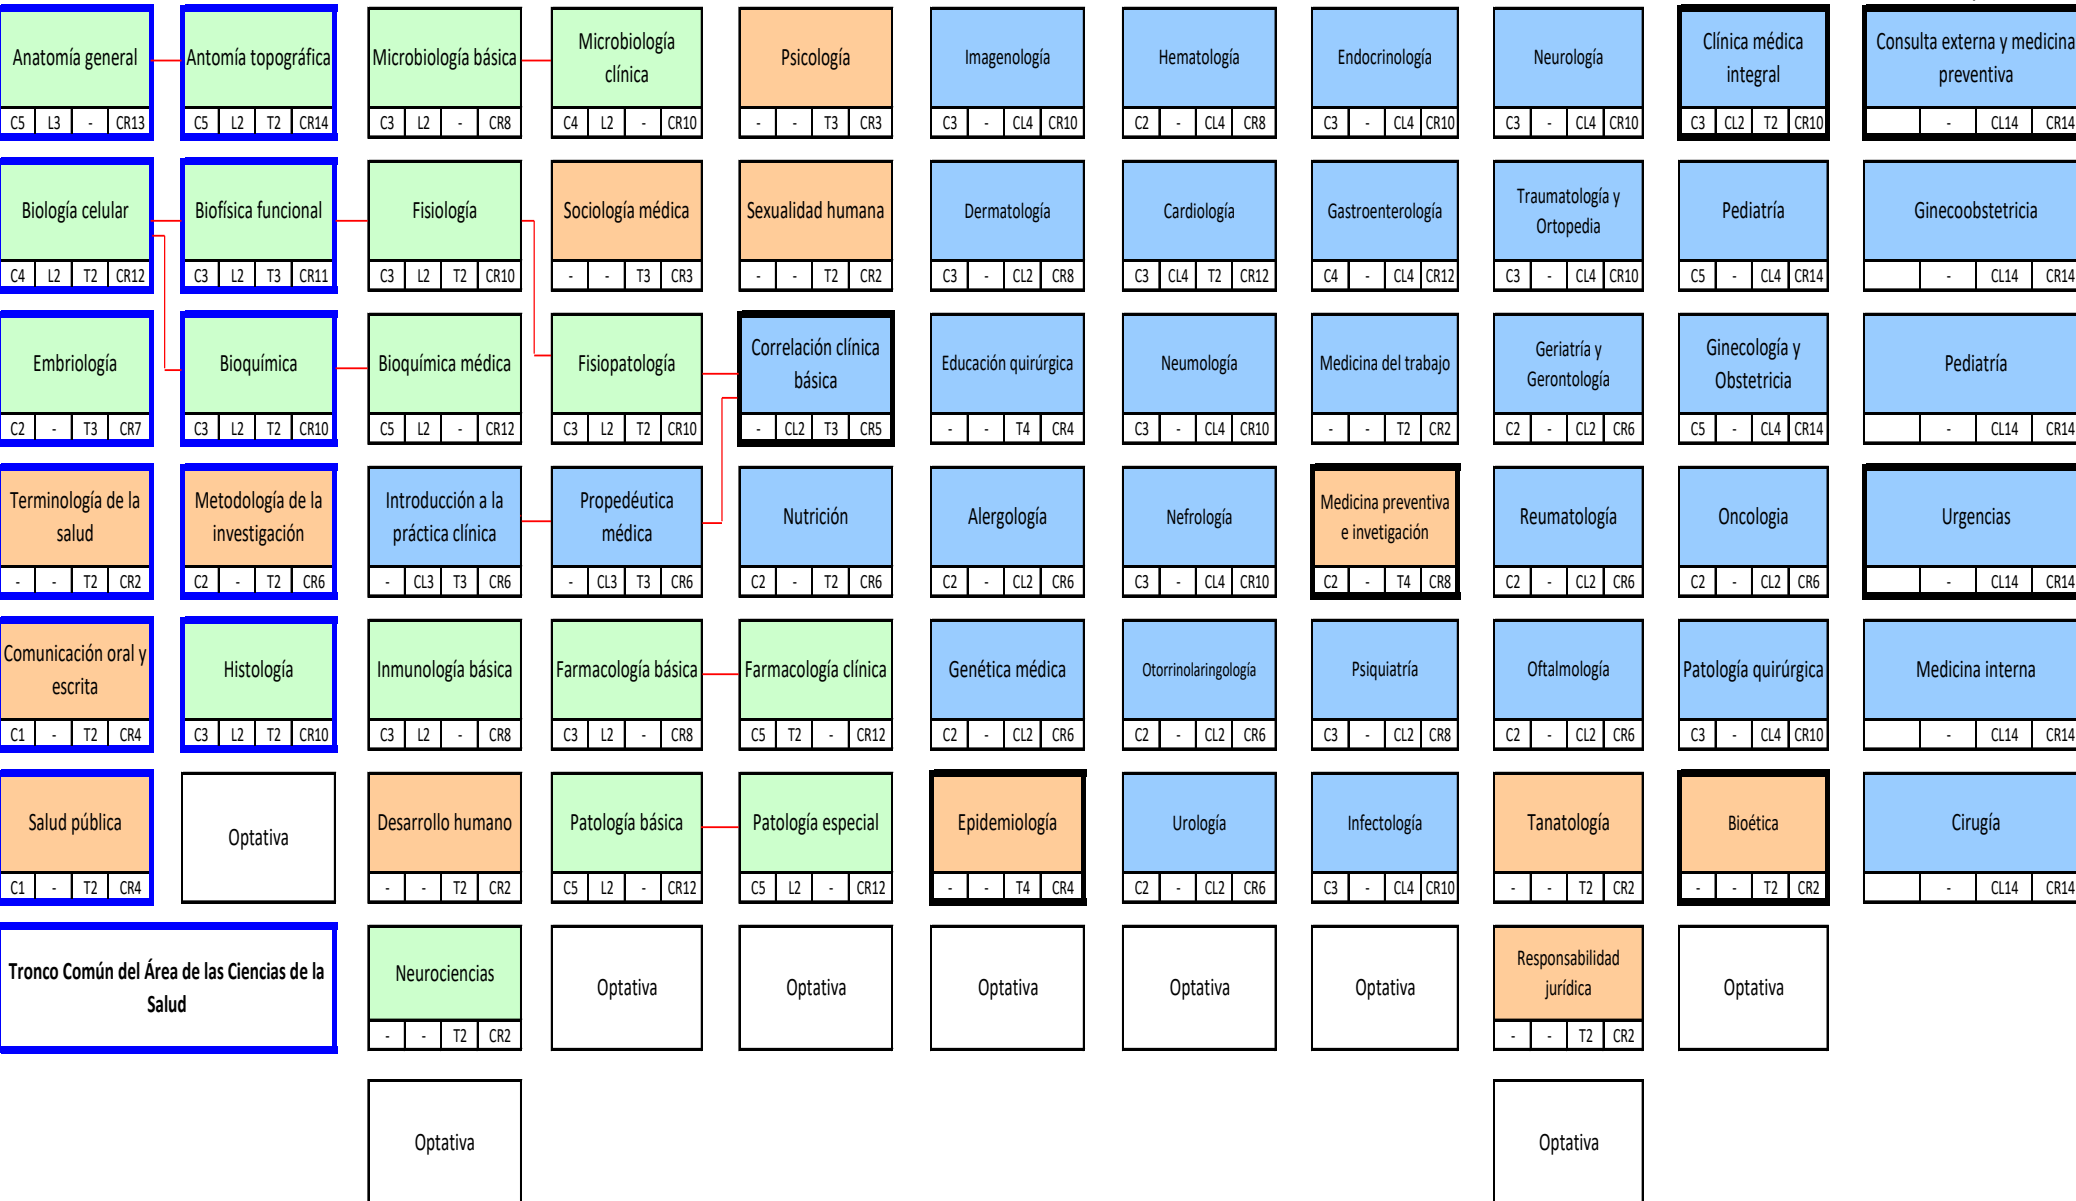 Anatomía general
C5 L3 - CR13
Antomía topográfica
C5 L2 T2 CR14
Microbiología básica
C3 L2 - CR8
Microbiología
clínica
C4 L2 - CR10
Psicología
- - T3 CR3
Imagenología
C3 - CL4 CR10
Hematología
C2 - CL4 CR8
Endocrinología
C3 - CL4 CR10
Neurología
C3 - CL4 CR10
Clínica médica
integral
C3 CL2 T2 CR10
Consulta externa y medicina
preventiva
- CL14 CR14
Biología celular
C4 L2 T2 CR12
Biofísica funcional
C3 L2 T3 CR11
Fisiología
C3 L2 T2 CR10
Sociología médica
- - T3 CR3
Sexualidad humana
- - T2 CR2
Dermatología
C3 - CL2 CR8
Cardiología
C3 CL4 T2 CR12
Gastroenterología
C4 - CL4 CR12
Traumatología y
Ortopedia
C3 - CL4 CR10
Pediatría
C5 - CL4 CR14
Ginecoobstetricia
- CL14 CR14
Embriología
C2 - T3 CR7
Bioquímica
C3 L2 T2 CR10
Bioquímica médica
C5 L2 - CR12
Fisiopatología
C3 L2 T2 CR10
Correlación clínica
básica
- CL2 T3 CR5
Educación quirúrgica
- - T4 CR4
Neumología
C3 - CL4 CR10
Medicina del trabajo
- - T2 CR2
Geriatría y
Gerontología
C2 - CL2 CR6
Ginecología y
Obstetricia
C5 - CL4 CR14
Pediatría
- CL14 CR14
Terminología de la
salud
- - T2 CR2
Metodología de la
investigación
C2 - T2 CR6
Introducción a la
práctica clínica
- CL3 T3 CR6
Propedéutica
médica
- CL3 T3 CR6
Nutrición
C2 - T2 CR6
Alergología
C2 - CL2 CR6
Nefrología
C3 - CL4 CR10
Medicina preventiva
e invetigación
C2 - T4 CR8
Reumatología
C2 - CL2 CR6
Oncologia
C2 - CL2 CR6
Urgencias
- CL14 CR14
Comunicación oral y
escrita
C1 - T2 CR4
Histología
C3 L2 T2 CR10
Inmunología básica
C3 L2 - CR8
Farmacología básica
C3 L2 - CR8
Farmacología clínica
C5 T2 - CR12
Genética médica
C2 - CL2 CR6
Otorrinolaringología
C2 - CL2 CR6
Psiquiatría
C3 - CL2 CR8
Oftalmología
C2 - CL2 CR6
Patología quirúrgica
C3 - CL4 CR10
Medicina interna
- CL14 CR14
Salud pública
C1 - T2 CR4
Optativa
Desarrollo humano
- - T2 CR2
Patología básica
C5 L2 - CR12
Patología especial
C5 L2 - CR12
Epidemiología
- - T4 CR4
Urología
C2 - CL2 CR6
Infectología
C3 - CL4 CR10
Tanatología
- - T2 CR2
Bioética
- - T2 CR2
Cirugía
- CL14 CR14
Tronco Común del Área de las Ciencias de la
Salud
Neurociencias
- - T2 CR2
Optativa
Optativa
Optativa
Optativa
Optativa
Responsabilidad
jurídica
- - T2 CR2
Optativa
Optativa
Optativa